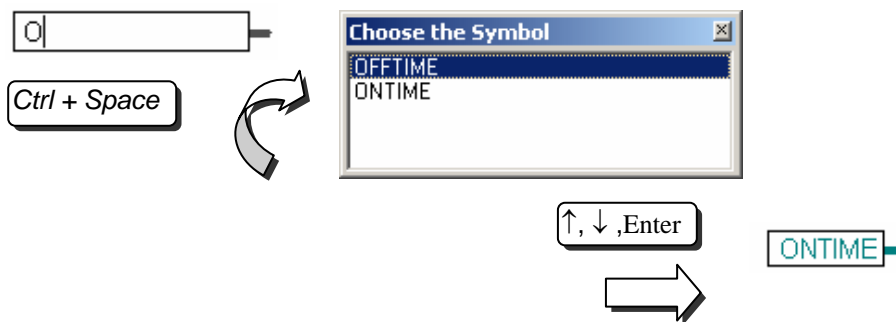 O
Choose the Symbol
OFFTIME
ONTIME
Ctrl + Space
↑, ↓ ,Enter
ONTIME